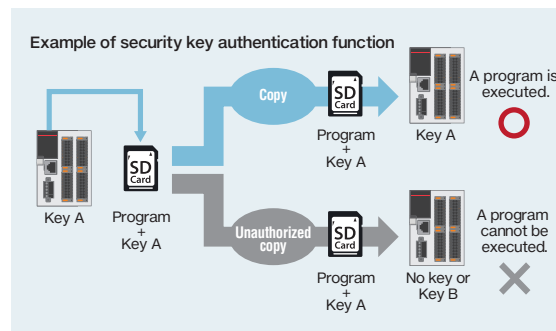 Example of security key authentication function
Key A
SD
Card
Program
+
Key A
Copy
SD
Card
Program
+
Key A
Key A
A program is
executed.
Unauthorized
copy
SD
Card
Program
+
Key A
No key or
Key B
A program
cannot be
executed.